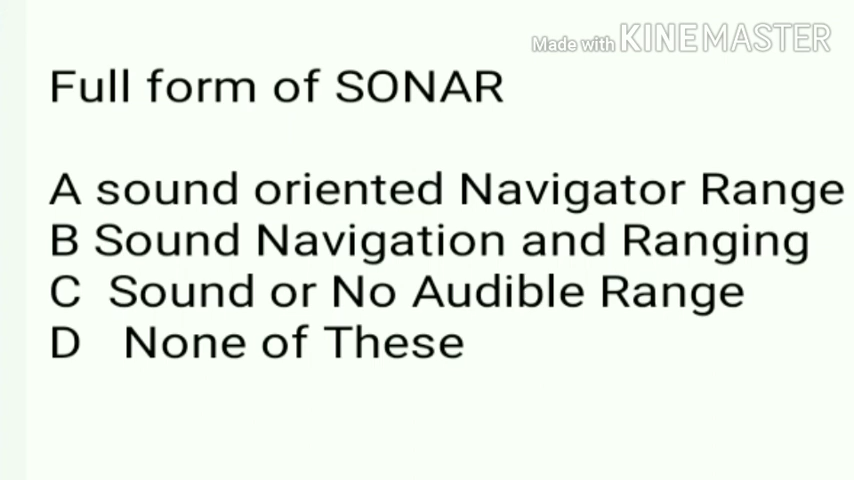 Made with KINEMASTER
Full form of SONAR
A sound oriented Navigator Range
B Sound Navigation and Ranging
C Sound or No Audible Range
D None of These